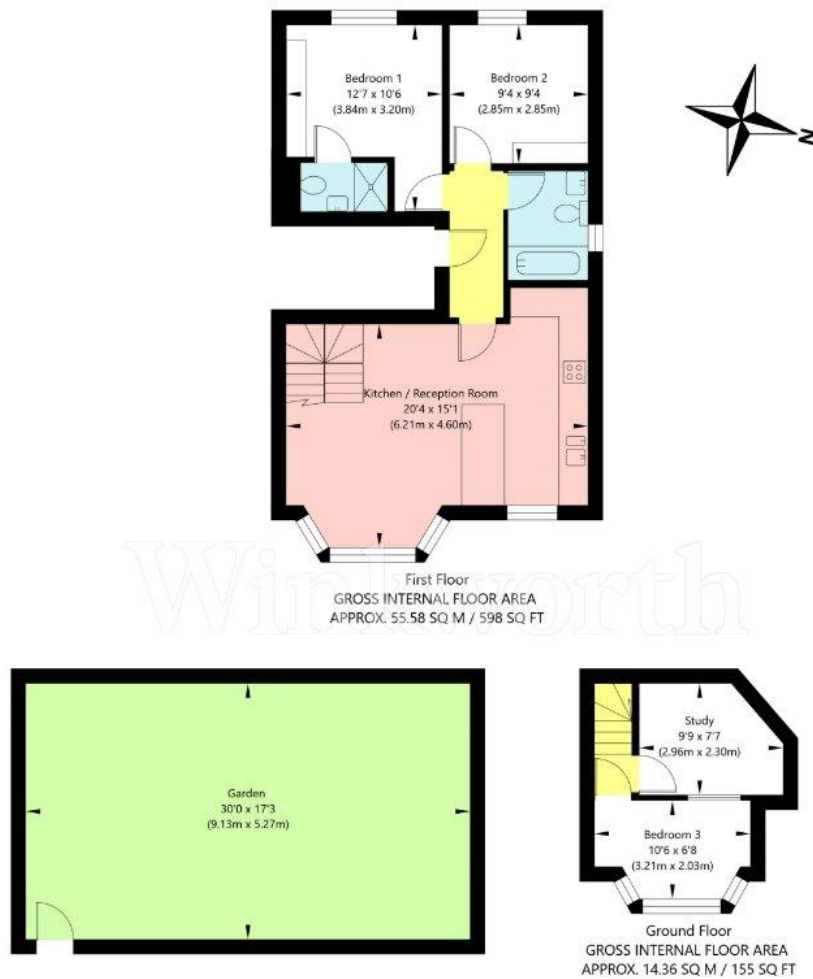 Bedroom 1
12'7 x 10'6
(3.84m x 3.20m)
Bedroom 2
9'4 x 9'4
(2.85m x 2.85m)
N
Kitchen / Reception Room
20'4 x 15'1
(6.21m x 4.60m)
Winkworth
First Floor
GROSS INTERNAL FLOOR AREA
APPROX. 55.58 SQ M / 598 SQ FT
Garden
30'0 x 17'3
(9.13m x 5.27m)
Study
9'9 x 7'7
(2.96m x 2.30m)
Bedroom 3
10'6 x 6'8
(3.21m x 2.03m)
Ground Floor
GROSS INTERNAL FLOOR AREA
APPROX. 14.36 SQ M / 155 SQ FT